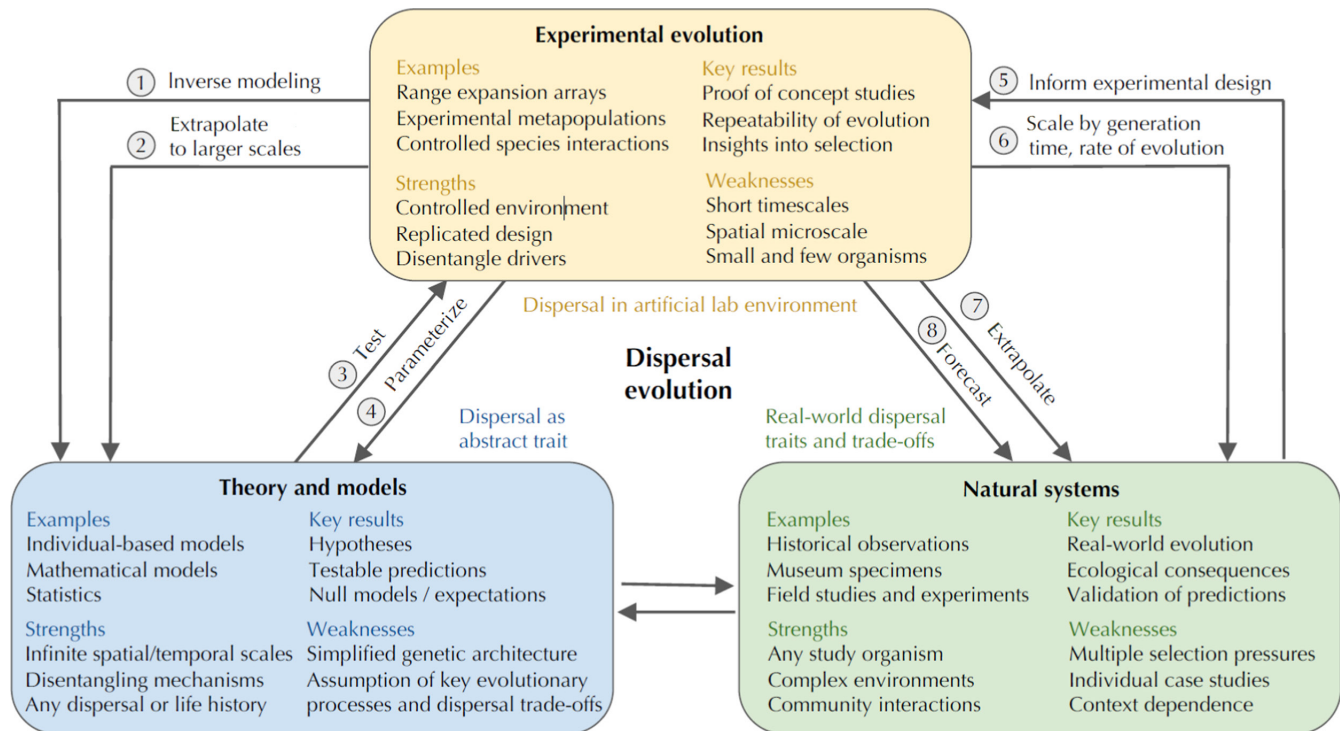 Experimental evolution
Examples
Range expansion arrays
Experimental metapopulations
Controlled species interactions
Key results
Proof of concept studies
Repeatability of evolution
Insights into selection
Strengths
Controlled environment
Replicated design
Disentangle drivers
Weaknesses
Short timescales
Spatial microscale
Small and few organisms
1 Inverse modeling
2 Extrapolate
to larger scales
5 Inform experimental design
6 Scale by generation
time, rate of evolution
3 Test
4 Parameterize
7 Extrapolate
8 Forecast
Dispersal in artificial lab environment
Dispersal
evolution
Dispersal as
abstract trait
Real-world dispersal
traits and trade-offs
Theory and models
Examples
Individual-based models
Mathematical models
Statistics
Key results
Hypotheses
Testable predictions
Null models / expectations
Strengths
Infinite spatial/temporal scales
Disentangling mechanisms
Any dispersal or life history
Weaknesses
Simplified genetic architecture
Assumption of key evolutionary
processes and dispersal trade-offs
Natural systems
Examples
Historical observations
Museum specimens
Field studies and experiments
Key results
Real-world evolution
Ecological consequences
Validation of predictions
Strengths
Any study organism
Complex environments
Community interactions
Weaknesses
Multiple selection pressures
Individual case studies
Context dependence